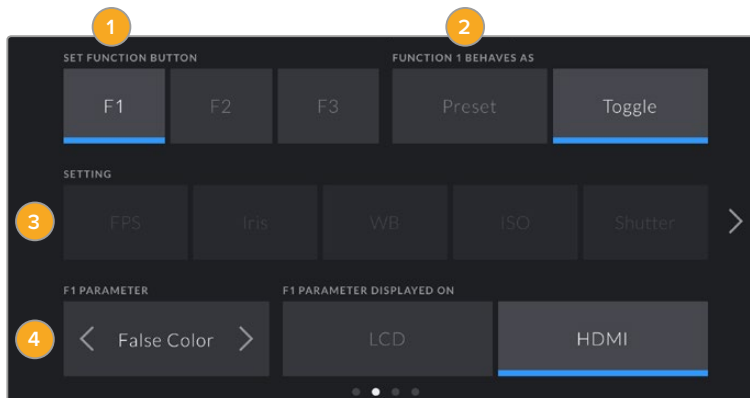 1 2
SET FUNCTION BUTTON FUNCTION 1 BEHAVES AS
F1 F2 F3 Preset Toggle
SETTING
3 FPS Iris WB ISO Shutter
F1 PARAMETER F1 PARAMETER DISPLAYED ON
4 False Color LCD HDMI